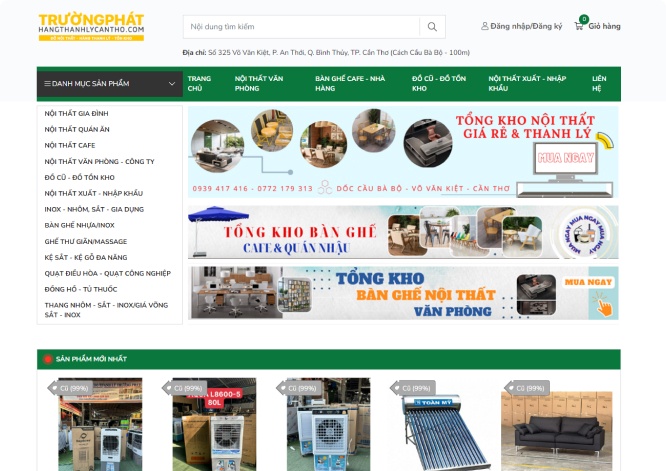 TRƯỜNGPHÁT
HANGTHANHLYCANTHO.COM
Nội dung tìm kiếm
Đăng nhập/Đăng ký
0
Giỏ hàng
Địa chỉ: Số 325 Võ Văn Kiệt, P. An Thới, Q. Bình Thủy, TP. Cần Thơ (Cách Cầu Bà Bộ - 100m)
DANH MỤC SẢN PHẨM
TRANG CHỦ
NỘI THẤT VĂN PHÒNG
BÀN GHẾ CAFE - NHÀ HÀNG
ĐỒ CŨ - ĐỒ TỒN KHO
NỘI THẤT XUẤT - NHẬP KHẨU
LIÊN HỆ
NỘI THẤT GIA ĐÌNH
NỘI THẤT QUÁN ĂN
NỘI THẤT CAFE
NỘI THẤT VĂN PHÒNG - CÔNG TY
ĐỒ CŨ - ĐỒ TỒN KHO
NỘI THẤT XUẤT - NHẬP KHẨU
INOX - NHÔM, SẮT - GIA DỤNG
BÀN GHẾ NHỰA/INOX
GHẾ THƯ GIÃN/MASSAGE
KỆ SẮT - KỆ GỖ ĐA NĂNG
QUẠT ĐIỀU HÒA - QUẠT CÔNG NGHIỆP
ĐỒNG HỒ - TỦ THUỐC
THANG NHÔM - SẮT - INOX/GIÁ VÕNG
SẮT - INOX
TỔNG KHO NỘI THẤT
GIÁ RẺ & THANH LÝ
MUA NGAY
0939 417 416 - 0772 179 313
DỐC CẦU BÀ BỘ - VÕ VĂN KIỆT - CẦN THƠ
TỔNG KHO BÀN GHẾ
CAFE & QUÁN NHẬU
MUA NGAY MUA NGAY MUA NGAY
TỔNG KHO
BÀN GHẾ NỘI THẤT
VĂN PHÒNG
MUA NGAY
SẢN PHẨM MỚI NHẤT
Cũ (99%)
Cũ (99%)
Cũ (99%)
Cũ (99%)
Cũ (99%)
L8600-5
80L
TOÀN MỸ